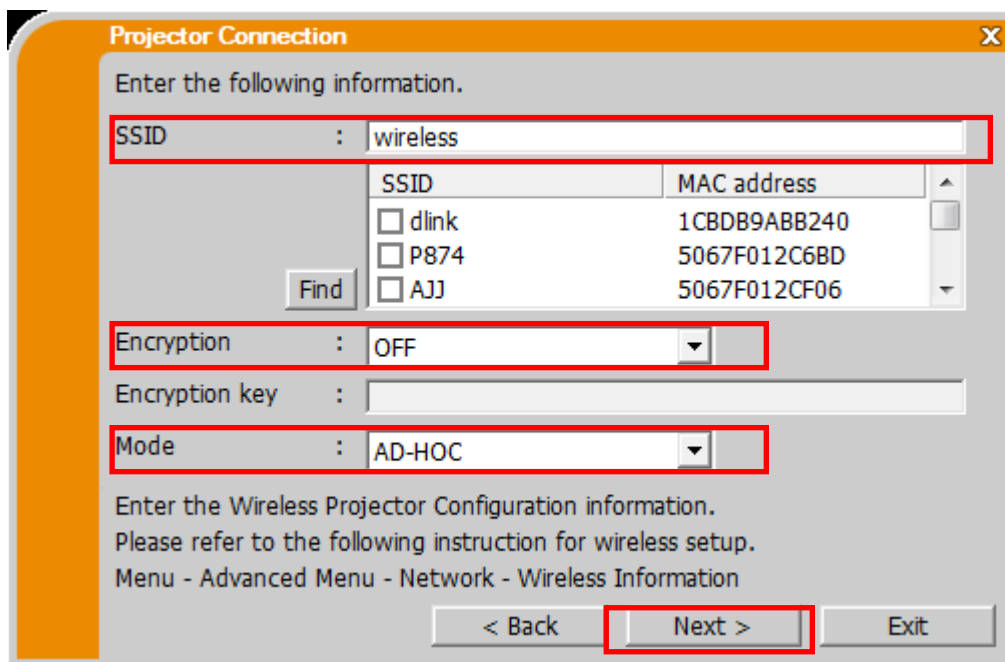 Projector Connection
Enter the following information.
SSID : wireless
SSID MAC address
dlink 1CBDB9ABB240
P874 5067F012C6BD
Find AJJ 5067F012CF06
Encryption : OFF
Encryption key :
Mode : AD-HOC
Enter the Wireless Projector Configuration information.
Please refer to the following instruction for wireless setup.
Menu - Advanced Menu - Network - Wireless Information
< Back Next > Exit